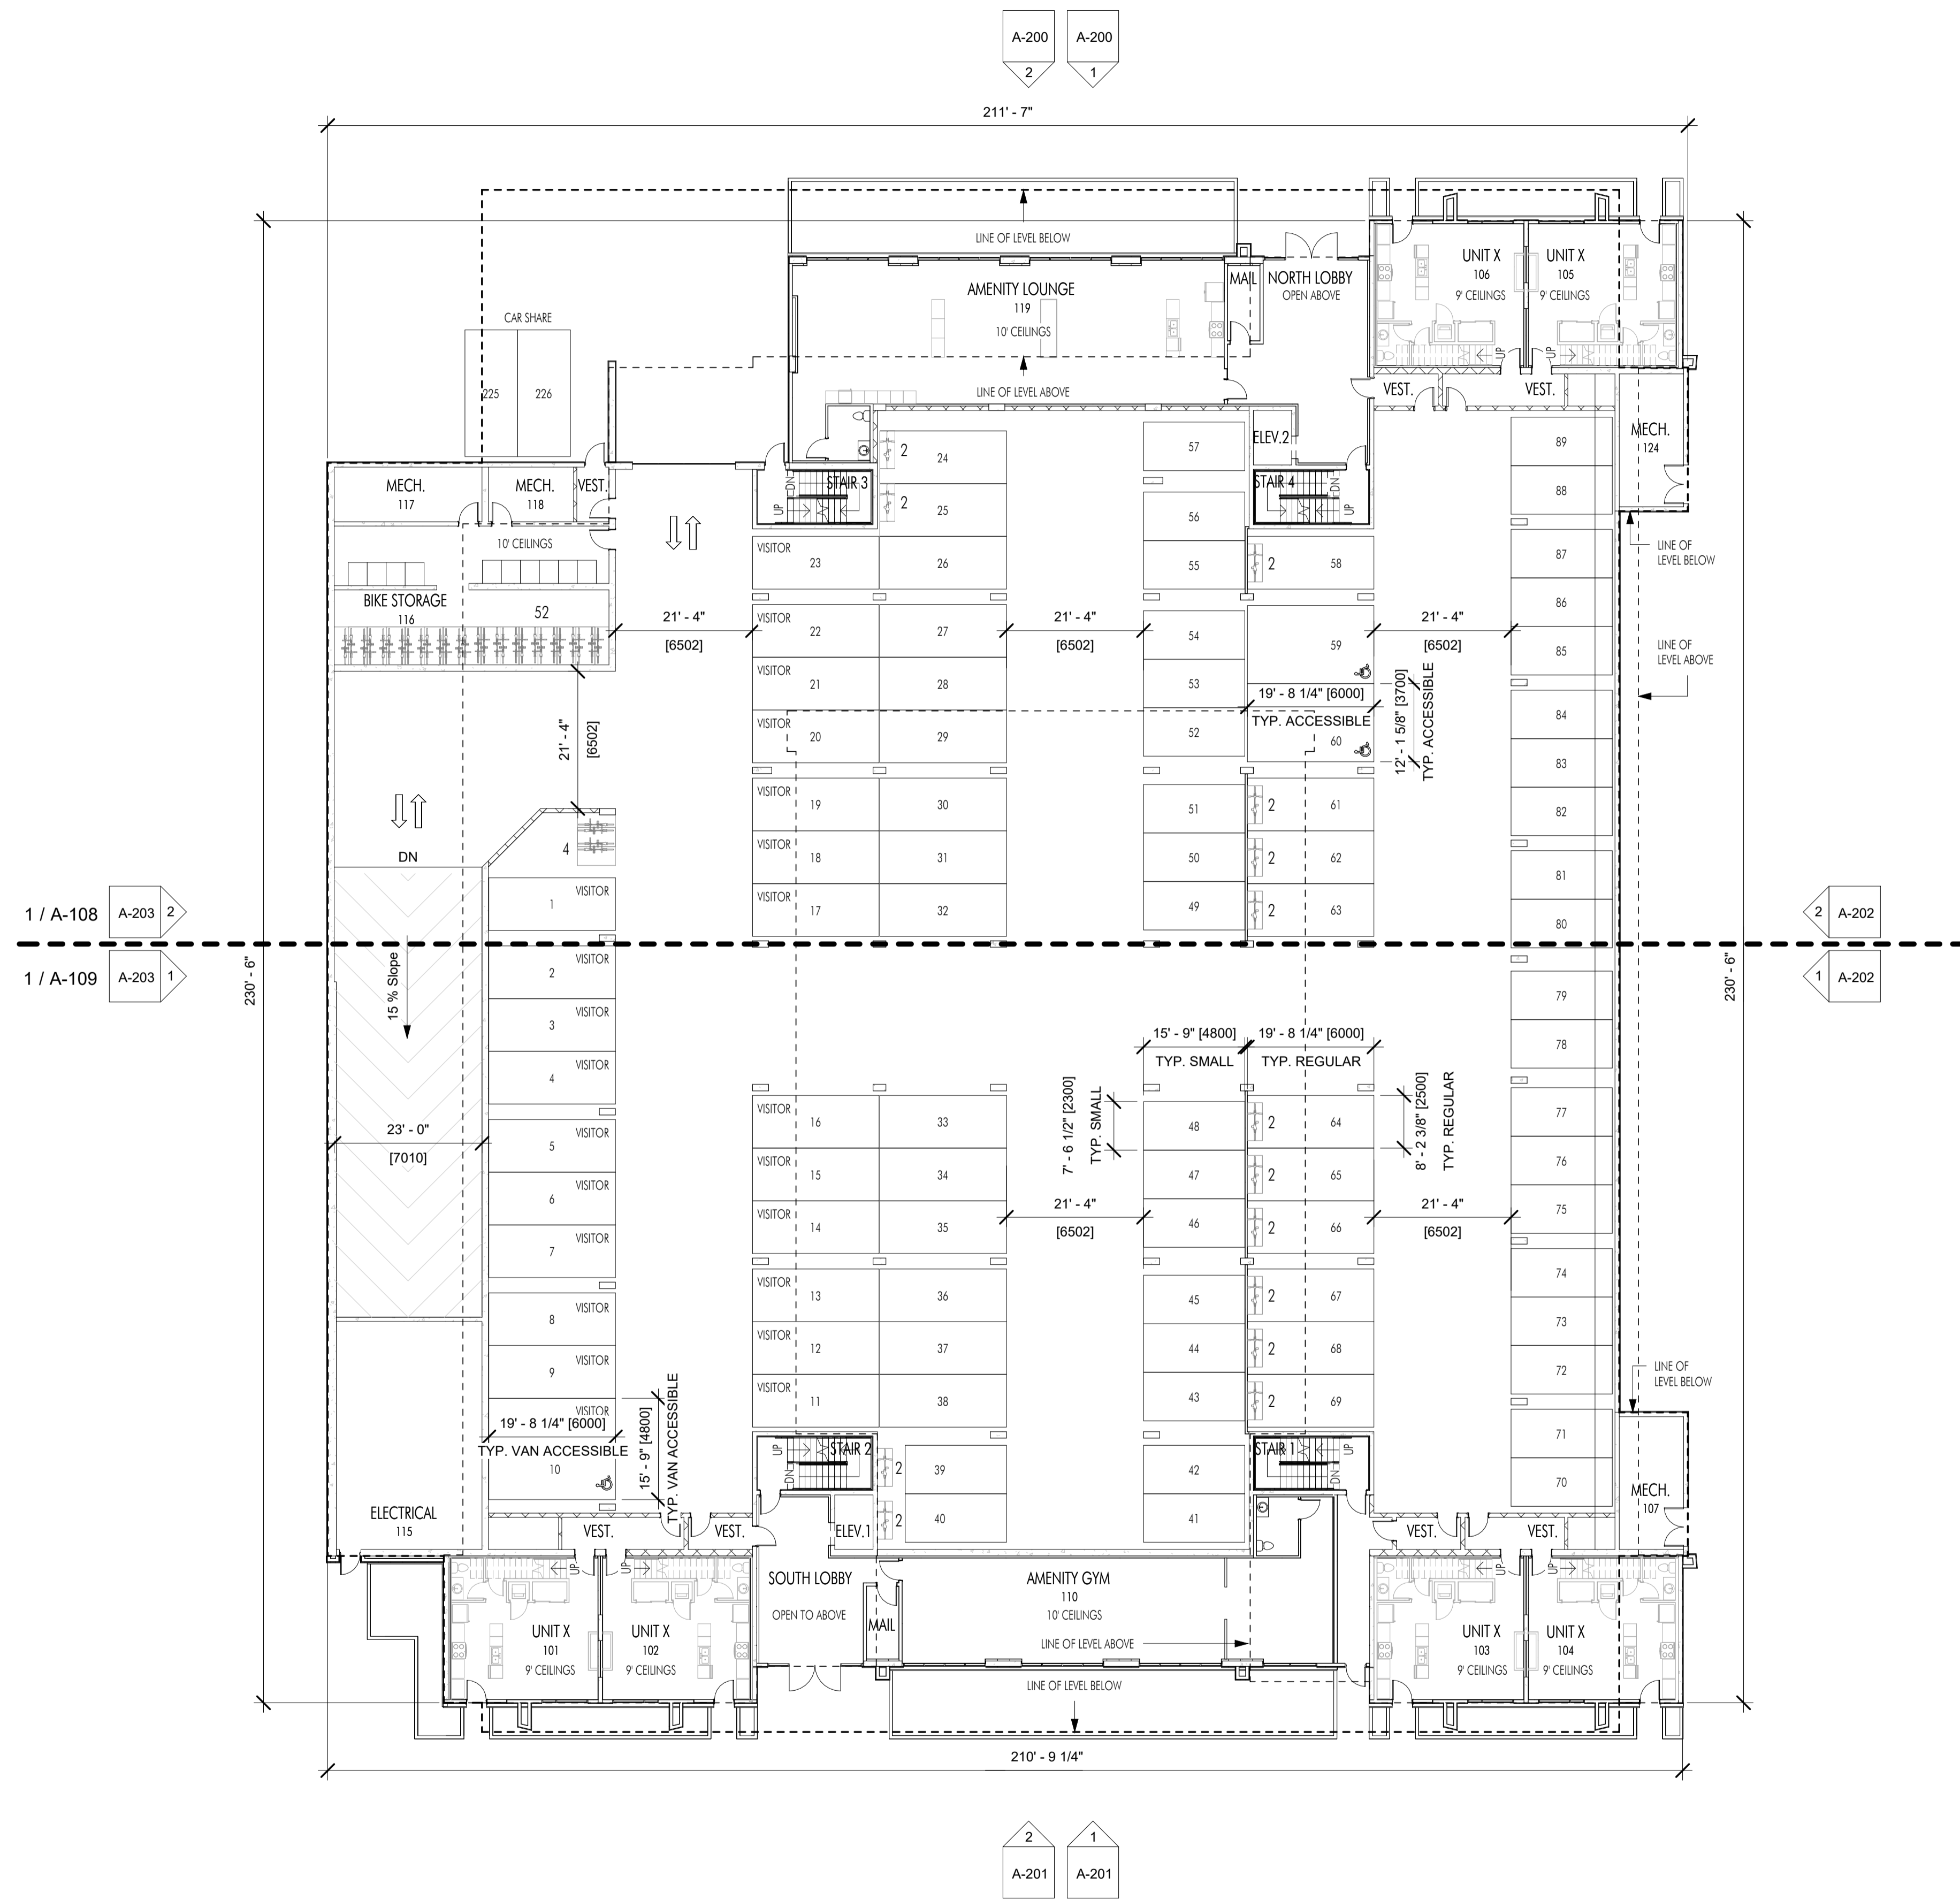 A-200
A-200
2
1
211' - 7"
LINE OF LEVEL BELOW
AMENITY LOUNGE
119
10' CEILINGS
LINE OF LEVEL ABOVE
MAIL
NORTH LOBBY
OPEN ABOVE
UNIT X
106
9' CEILINGS
UP
UNIT X
105
9' CEILINGS
UP
VEST.
VEST.
MECH.
124
CAR SHARE
225
226
MECH.
117
MECH.
118
VEST.
10' CEILINGS
BIKE STORAGE
116
52
STAIR 3
DN
UP
ELEV.2
STAIR 4
DN
UP
2
24
2
25
26
VISITOR
23
VISITOR
22
27
VISITOR
21
28
VISITOR
20
29
VISITOR
19
30
VISITOR
18
31
VISITOR
17
32
57
56
55
54
53
52
51
50
49
2
58
59
60
2
61
2
62
2
63
89
88
87
86
85
84
83
82
81
80
LINE OF
LEVEL BELOW
LINE OF
LEVEL ABOVE
21' - 4"
[6502]
21' - 4"
[6502]
21' - 4"
[6502]
21' - 4"
[6502]
19' - 8 1/4" [6000]
TYP. ACCESSIBLE
12' - 1 5/8" [3700]
TYP. ACCESSIBLE
DN
4
VISITOR
1
1 / A-108
A-203
2
1 / A-109
A-203
1
2
A-202
1
A-202
230' - 6"
230' - 6"
15 % Slope
23' - 0"
[7010]
VISITOR
2
VISITOR
3
VISITOR
4
VISITOR
5
VISITOR
6
VISITOR
7
VISITOR
8
VISITOR
9
VISITOR
19' - 8 1/4" [6000]
TYP. VAN ACCESSIBLE
10
15' - 9" [4800]
TYP. VAN ACCESSIBLE
VISITOR
16
33
VISITOR
15
34
VISITOR
14
35
VISITOR
13
36
VISITOR
12
37
VISITOR
11
38
2
39
2
40
15' - 9" [4800]
TYP. SMALL
19' - 8 1/4" [6000]
TYP. REGULAR
7' - 6 1/2" [2300]
TYP. SMALL
8' - 2 3/8" [2500]
TYP. REGULAR
21' - 4"
[6502]
21' - 4"
[6502]
48
47
46
45
44
43
42
41
2
64
2
65
2
66
2
67
2
68
2
69
79
78
77
76
75
74
73
72
71
70
LINE OF
LEVEL BELOW
STAIR 2
UP
DN
STAIR 1
UP
DN
ELEV.1
ELECTRICAL
115
VEST.
VEST.
VEST.
VEST.
MECH.
107
UP
UP
UNIT X
101
9' CEILINGS
UNIT X
102
9' CEILINGS
SOUTH LOBBY
OPEN TO ABOVE
MAIL
AMENITY GYM
110
10' CEILINGS
LINE OF LEVEL ABOVE
LINE OF LEVEL BELOW
UP
UP
UNIT X
103
9' CEILINGS
UNIT X
104
9' CEILINGS
210' - 9 1/4"
2
1
A-201
A-201